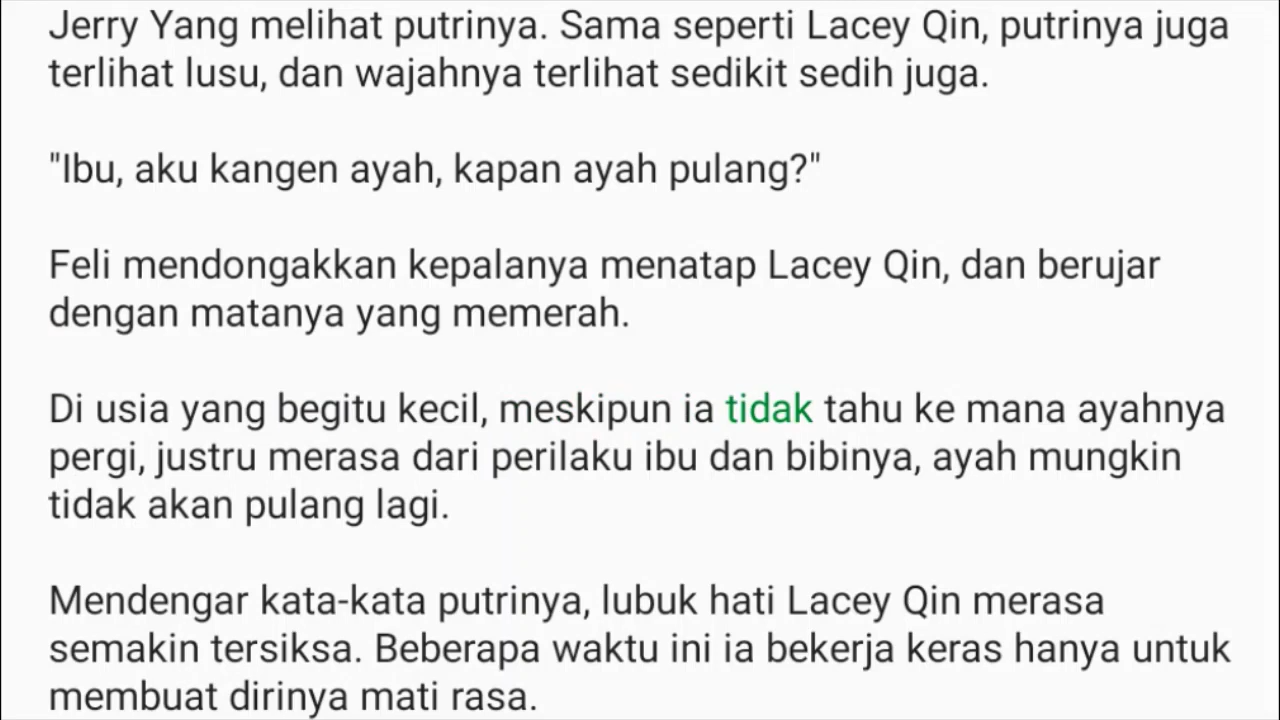 Jerry Yang melihat putrinya. Sama seperti Lacey Qin, putrinya juga
terlihat lusu, dan wajahnya terlihat sedikit sedih juga.
"Ibu, aku kangen ayah, kapan ayah pulang?"
Feli mendongakkan kepalanya menatap Lacey Qin, dan berujar
dengan matanya yang memerah.
Di usia yang begitu kecil, meskipun ia tidak tahu ke mana ayahnya
pergi, justru merasa dari perilaku ibu dan bibinya, ayah mungkin
tidak akan pulang lagi.
Mendengar kata-kata putrinya, lubuk hati Lacey Qin merasa
semakin tersiksa. Beberapa waktu ini ia bekerja keras hanya untuk
membuat dirinya mati rasa.